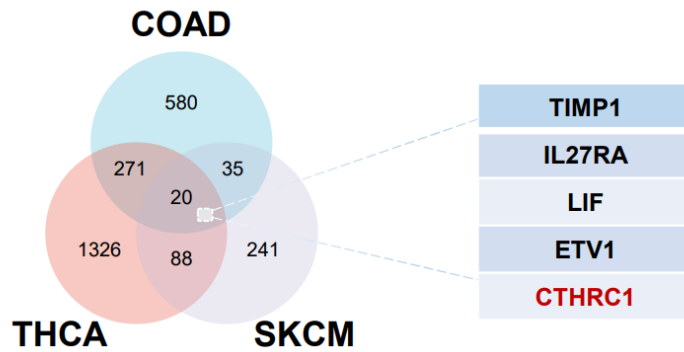 COAD
580
271
35
20
1326
88
241
THCA
SKCM
TIMP1
IL27RA
LIF
ETV1
CTHRC1